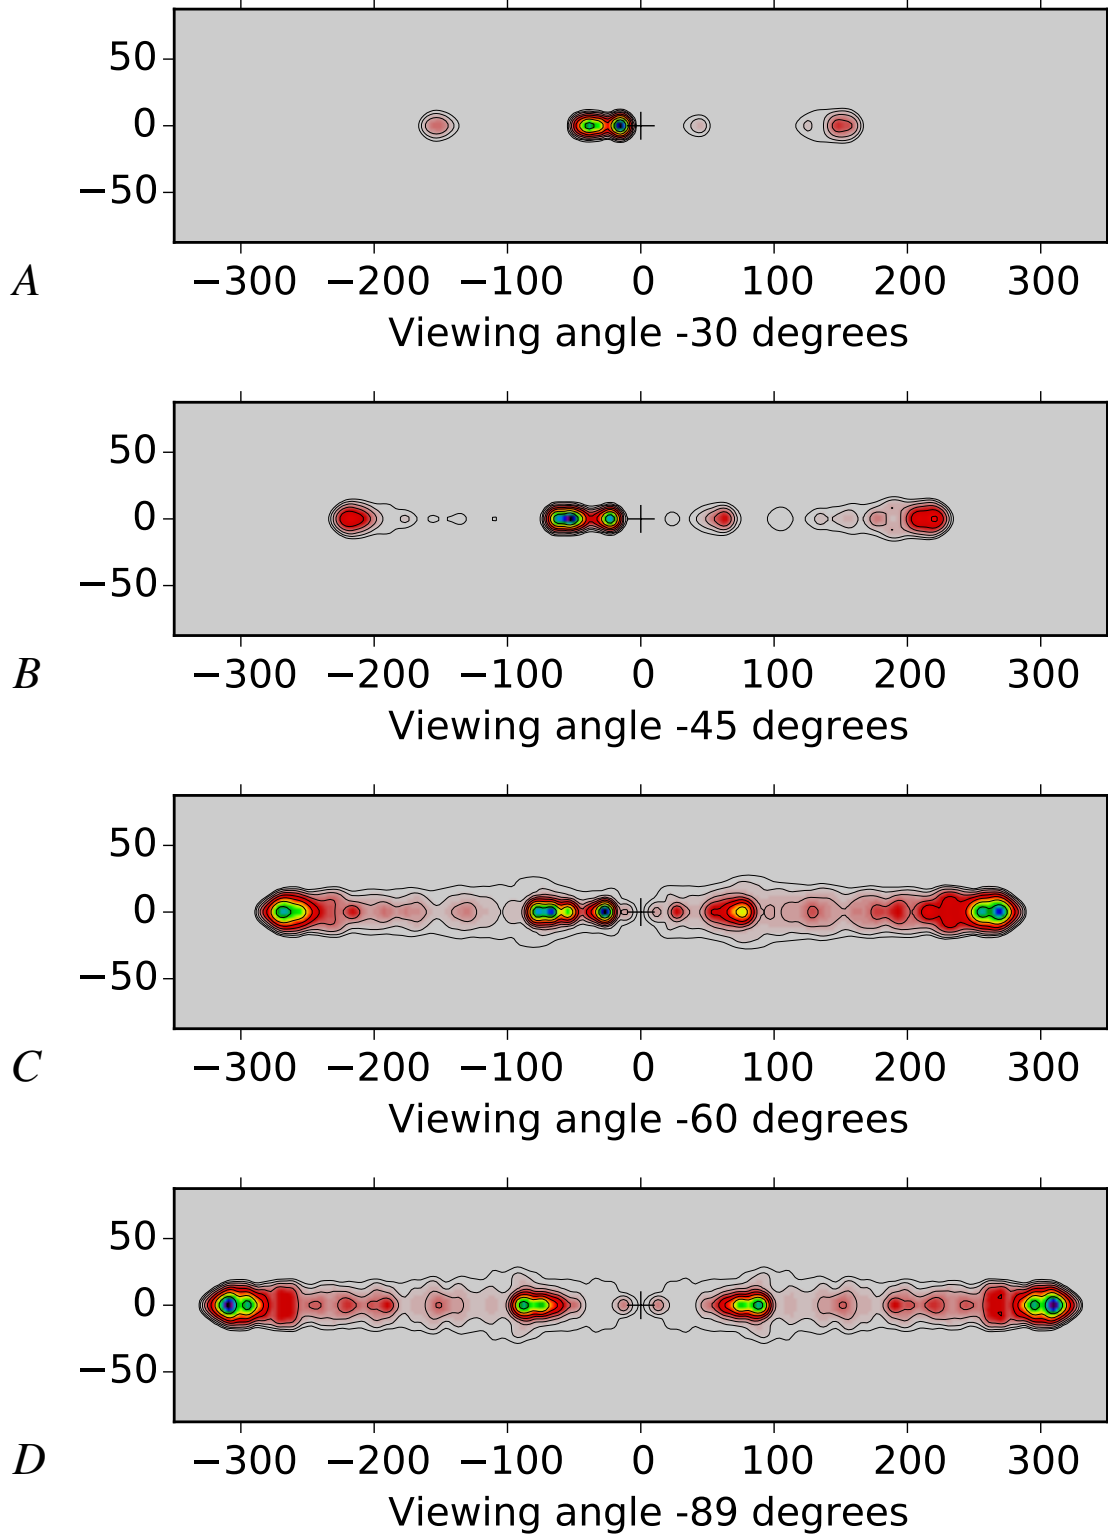 50
0
−50
A
−300 −200 −100 0 100 200 300
Viewing angle -30 degrees
50
0
−50
B
−300 −200 −100 0 100 200 300
Viewing angle -45 degrees
50
0
−50
C
−300 −200 −100 0 100 200 300
Viewing angle -60 degrees
50
0
−50
D
−300 −200 −100 0 100 200 300
Viewing angle -89 degrees